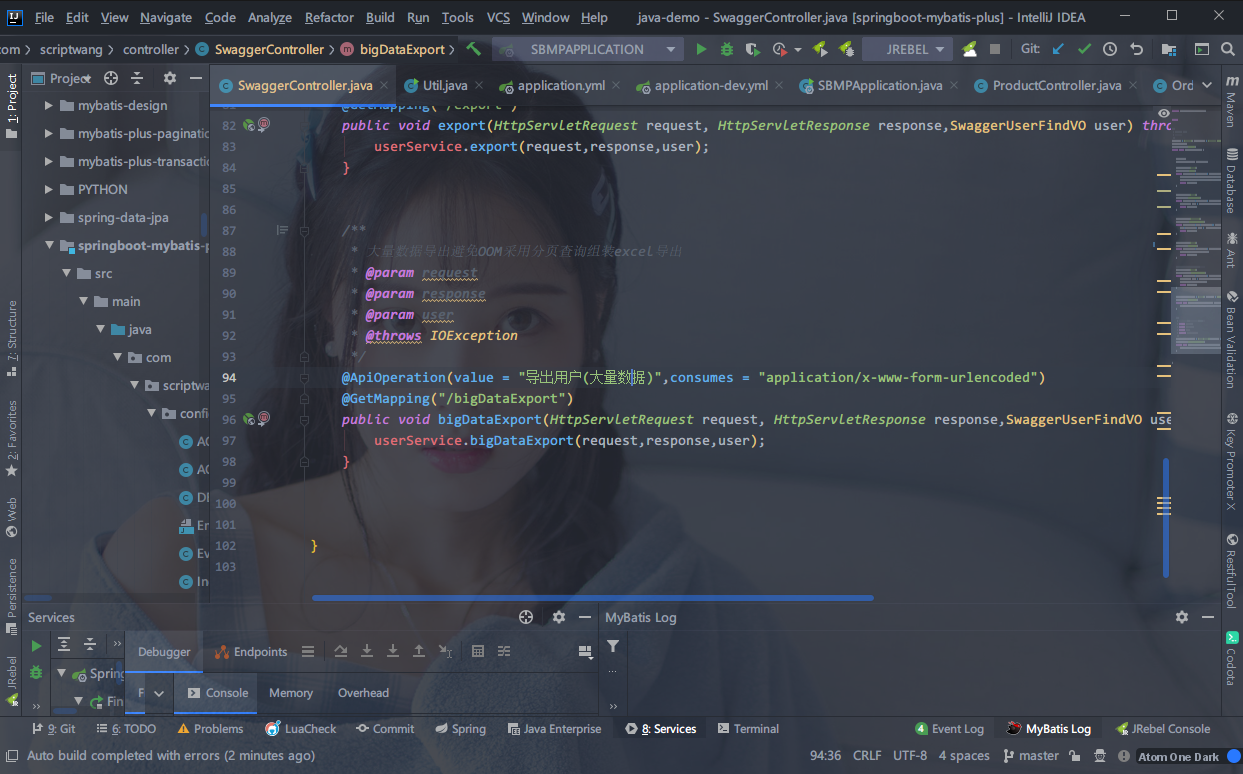 File Edit View Navigate Code Analyze Refactor Build Run Tools VCS Window Help java-demo - SwaggerController.java [springboot-mybatis-plus] - IntelliJ IDEA
om scriptwang controller SwaggerController bigDataExport SBMPAPPLICATION JREBEL Git:
Project
SwaggerController.java Util.java application.yml application-dev.yml SBMPApplication.java ProductController.java Ord
mybatis-design
mybatis-plus-paginatic
mybatis-plus-transactic
PYTHON
spring-data-jpa
springboot-mybatis-p
src
main
java
com
scriptwa
confi
AC
AC
DI
En
Ev
In
@GetMapping("/export")
82 public void export(HttpServletRequest request, HttpServletResponse response,SwaggerUserFindVO user) thro
83 userService.export(request,response,user);
84 }
85
86
87 /**
88 * 大量数据导出避免OOM采用分页查询组装excel导出
89 * @param request
90 * @param response
91 * @param user
92 * @throws IOException
93 */
94 @ApiOperation(value = "导出用户(大量数据)",consumes = "application/x-www-form-urlencoded")
95 @GetMapping("/bigDataExport")
96 public void bigDataExport(HttpServletRequest request, HttpServletResponse response,SwaggerUserFindVO use
97 userService.bigDataExport(request,response,user);
98 }
99
100
101
102 }
103
1: Project
7: Structure
2: Favorites
Web
Persistence
JRebel
Maven
Database
Ant
Bean Validation
Key Promoter X
RestfulTool
Codota
Services MyBatis Log
Debugger Endpoints
Spring
F Console Memory Overhead
Fin
9: Git 6: TODO Problems LuaCheck Commit Spring Java Enterprise 8: Services Terminal 4 Event Log MyBatis Log JRebel Console
Auto build completed with errors (2 minutes ago) 94:36 CRLF UTF-8 4 spaces master Atom One Dark